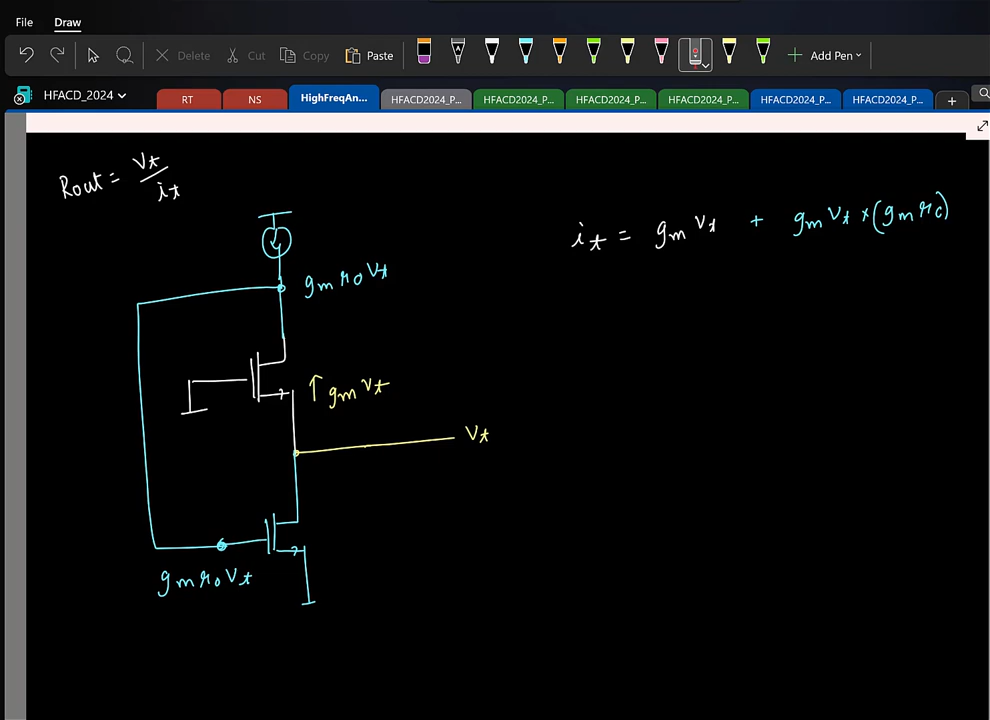 File Draw
Delete Cut Copy Paste Add Pen
HFACD_2024 RT NS HighFreqAn... HFACD2024_P... HFACD2024_P... HFACD2024_P... HFACD2024_P... HFACD2024_P... HFACD2024_P... +
Rout = Vt / it
it = gm Vt + gm Vt × (gm ro)
gm ro Vt
↑ gm Vt
Vt
gm ro Vt